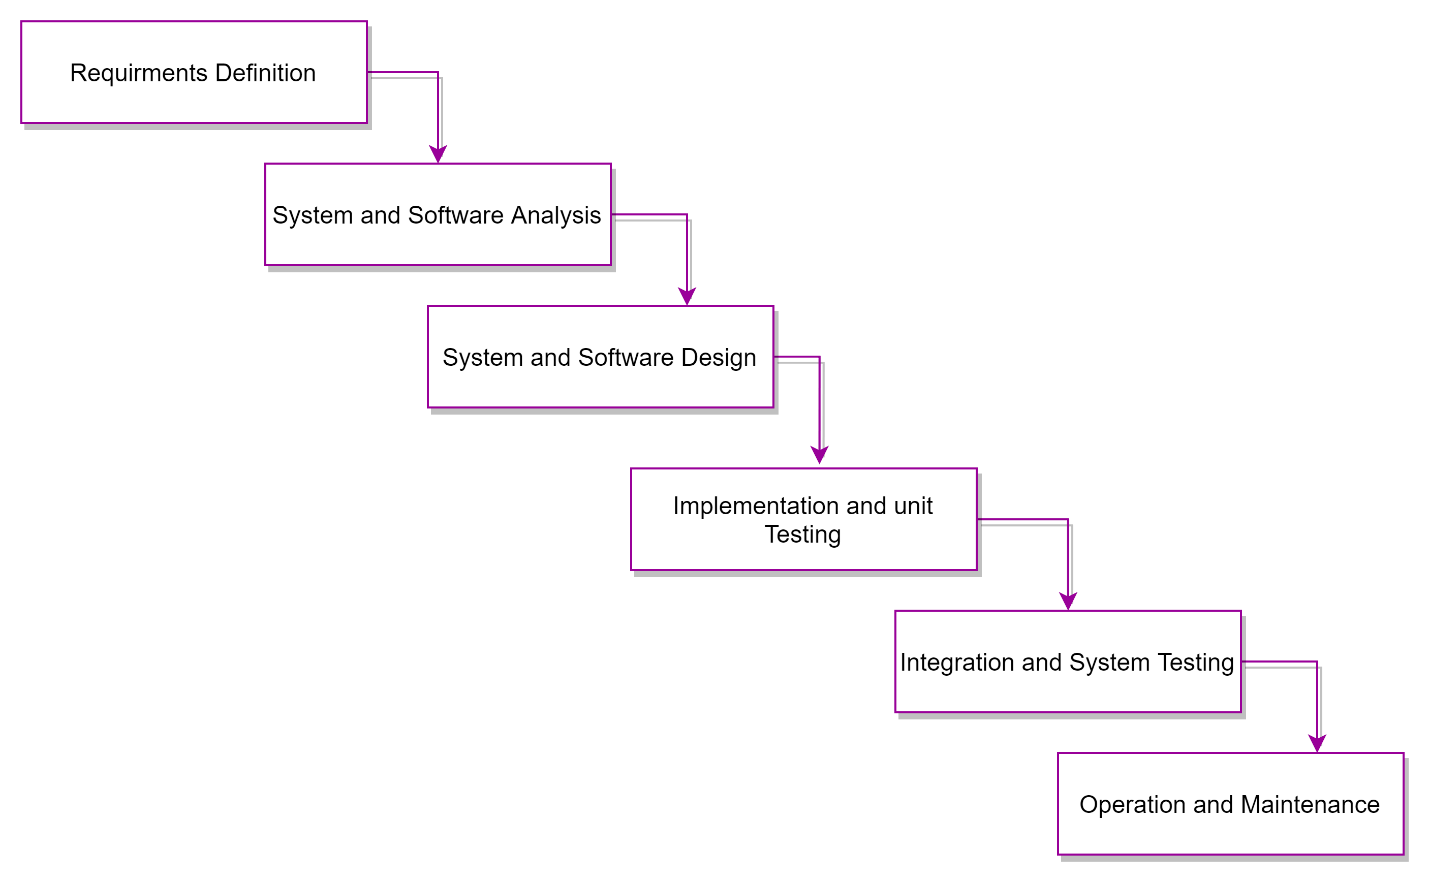 Requirments Definition
System and Software Analysis
System and Software Design
Implementation and unit
Testing
Integration and System Testing
Operation and Maintenance